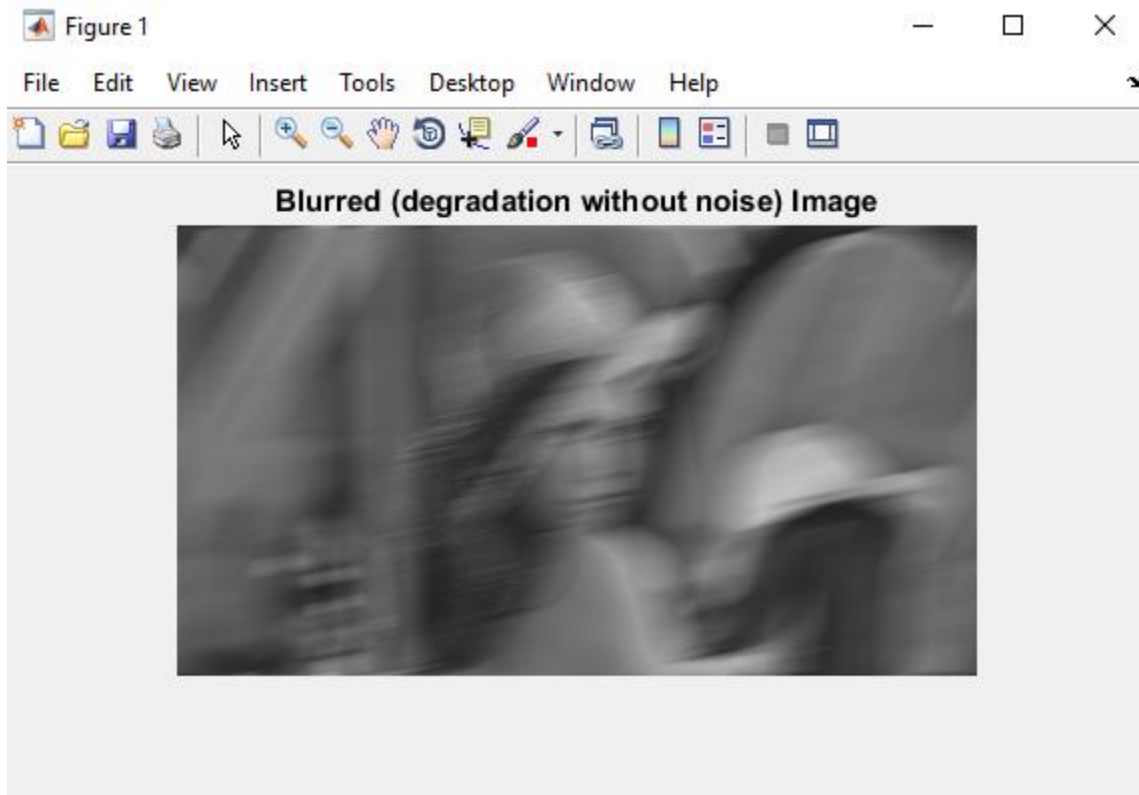 Figure 1
File Edit View Insert Tools Desktop Window Help
Blurred (degradation without noise) Image